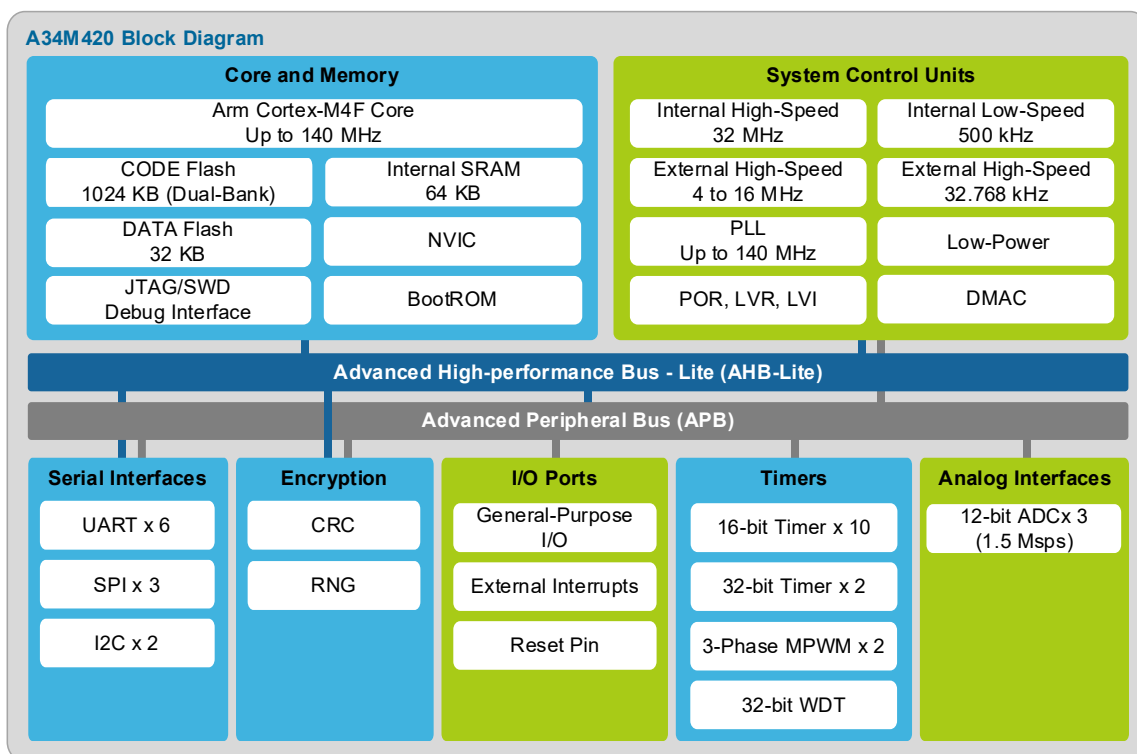 A34M420 Block Diagram
Core and Memory
Arm Cortex-M4F Core
Up to 140 MHz
CODE Flash
1024 KB (Dual-Bank)
Internal SRAM
64 KB
DATA Flash
32 KB
NVIC
JTAG/SWD
Debug Interface
BootROM
System Control Units
Internal High-Speed
32 MHz
Internal Low-Speed
500 kHz
External High-Speed
4 to 16 MHz
External High-Speed
32.768 kHz
PLL
Up to 140 MHz
Low-Power
POR, LVR, LVI
DMAC
Advanced High-performance Bus - Lite (AHB-Lite)
Advanced Peripheral Bus (APB)
Serial Interfaces
UART x 6
SPI x 3
I2C x 2
Encryption
CRC
RNG
I/O Ports
General-Purpose
I/O
External Interrupts
Reset Pin
Timers
16-bit Timer x 10
32-bit Timer x 2
3-Phase MPWM x 2
32-bit WDT
Analog Interfaces
12-bit ADCx 3
(1.5 Msps)